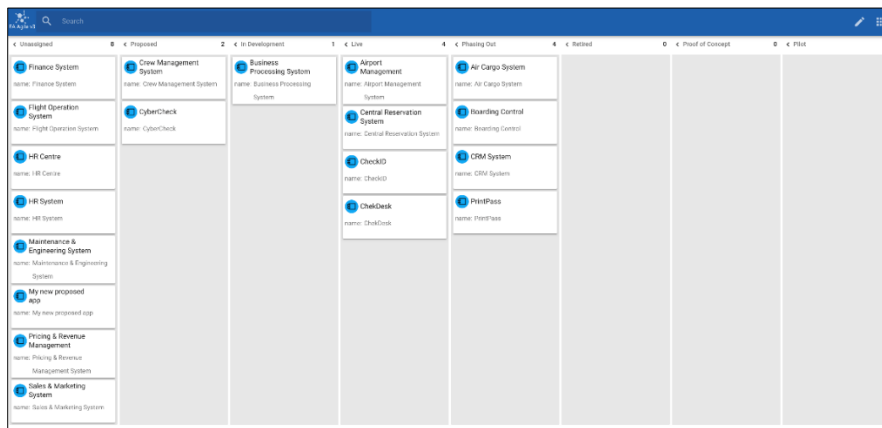 EA Agile v3
Search
Unassigned 8
Finance System
name: Finance System
Flight Operation
System
name: Flight Operation System
HR Centre
name: HR Centre
HR System
name: HR System
Maintenance &
Engineering System
name: Maintenance & Engineering
System
My new proposed
app
name: My new proposed app
Pricing & Revenue
Management
name: Pricing & Revenue
Management System
Sales & Marketing
System
name: Sales & Marketing System
Proposed 2
Crew Management
System
name: Crew Management System
CyberCheck
name: CyberCheck
In Development 1
Business
Processing System
name: Business Processing
System
Live 4
Airport
Management
name: Airport Management
System
Central Reservation
System
name: Central Reservation System
CheckID
name: CheckID
ChekDesk
name: ChekDesk
Phasing Out 4
Air Cargo System
name: Air Cargo System
Boarding Control
name: Boarding Control
CRM System
name: CRM System
PrintPass
name: PrintPass
Retired 0
Proof of Concept 0
Pilot